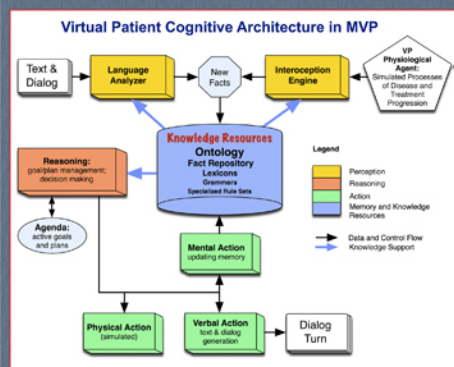 Virtual Patient Cognitive Architecture in MVP
Text &
Dialog
Language
Analyzer
New
Facts
Interoception
Engine
VP
Physiological
Agent:
Simulated Processes
of Disease and
Treatment
Progression
Knowledge Resources
Ontology
Fact Repository
Lexicons
Grammers
Specialized Rule Sets
Reasoning:
goal/plan management;
decision making
Agenda:
active goals
and plans
Legend
Perception
Reasoning
Action
Memory and Knowledge
Resources
Data and Control Flow
Knowledge Support
Mental Action
updating memory
Physical Action
(simulated)
Verbal Action
text & dialog
generation
Dialog
Turn